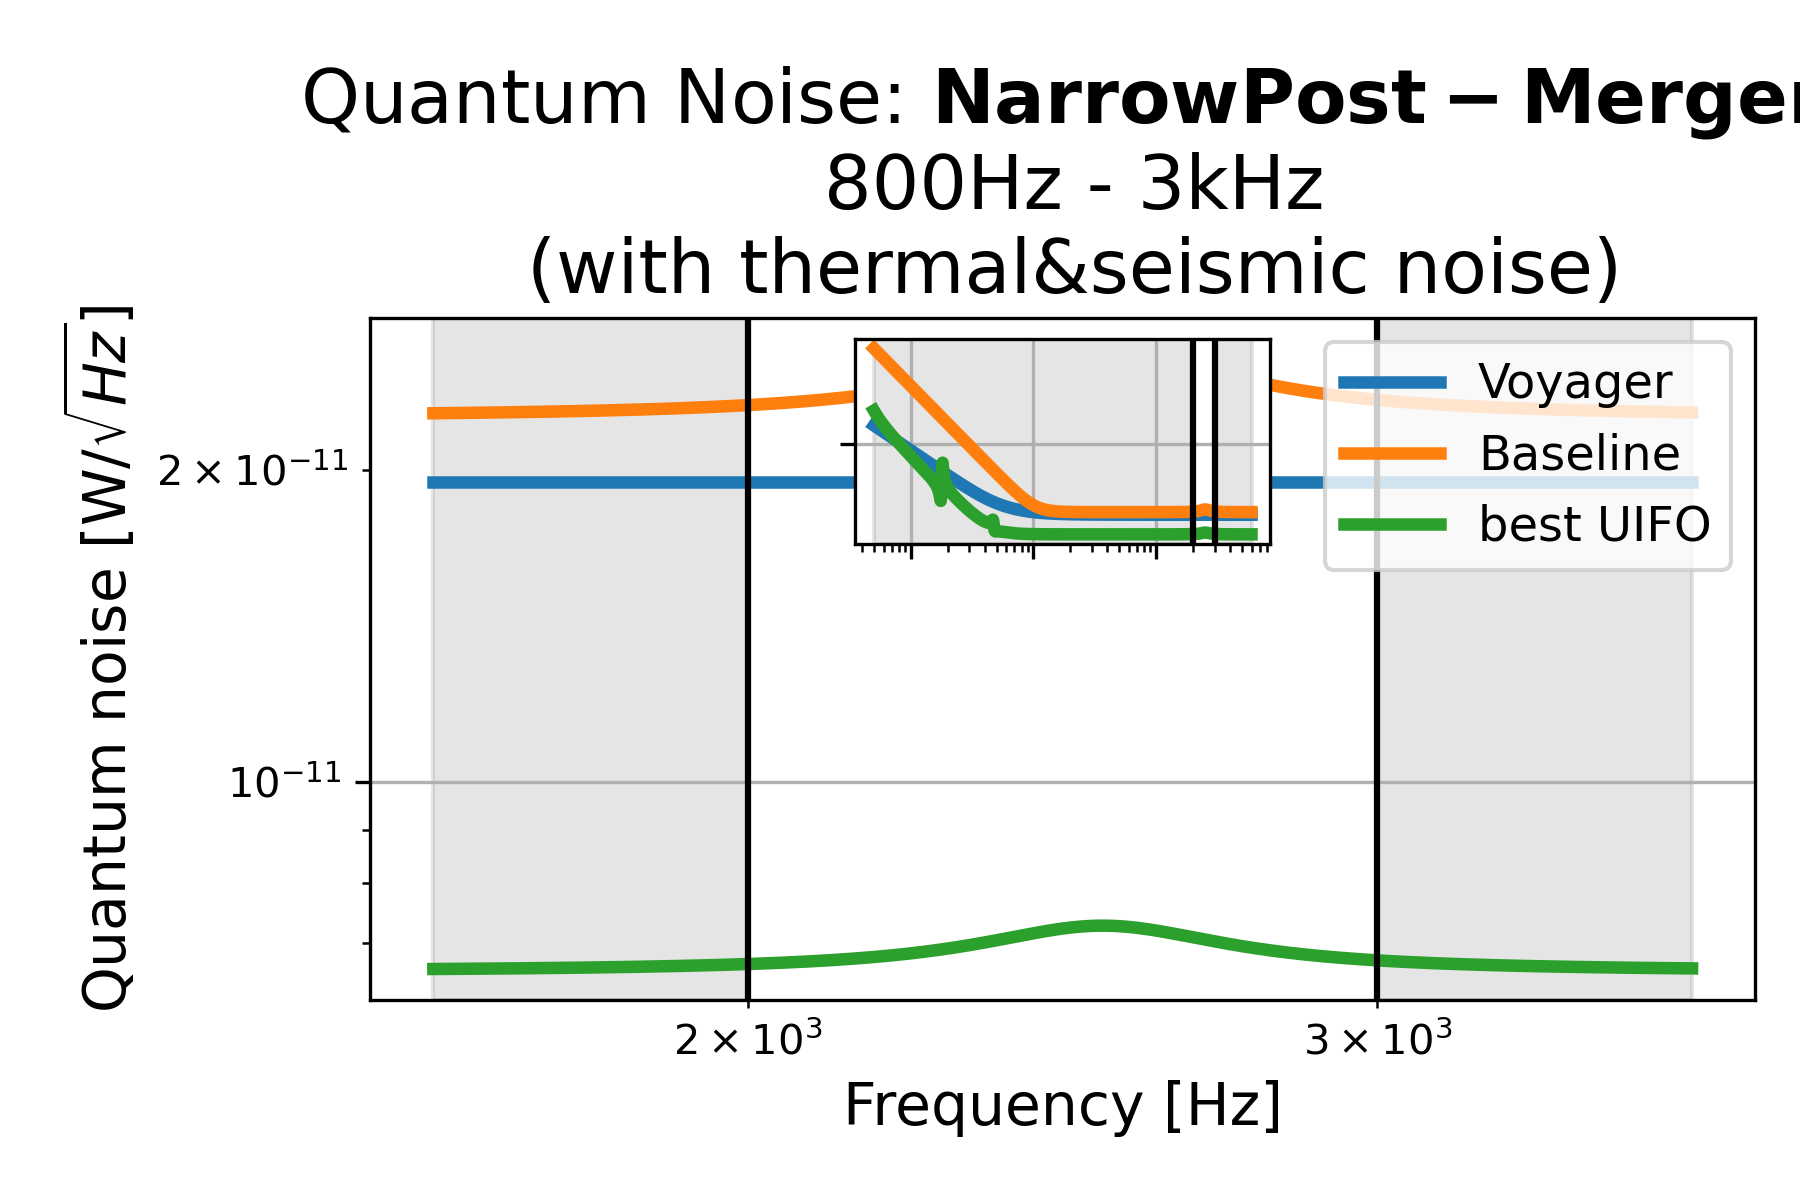 Quantum Noise: NarrowPost − Merger
800Hz - 3kHz
(with thermal&seismic noise)
Quantum noise [W/√Hz]
2 × 10⁻¹¹
10⁻¹¹
Voyager
Baseline
best UIFO
2 × 10³
3 × 10³
Frequency [Hz]